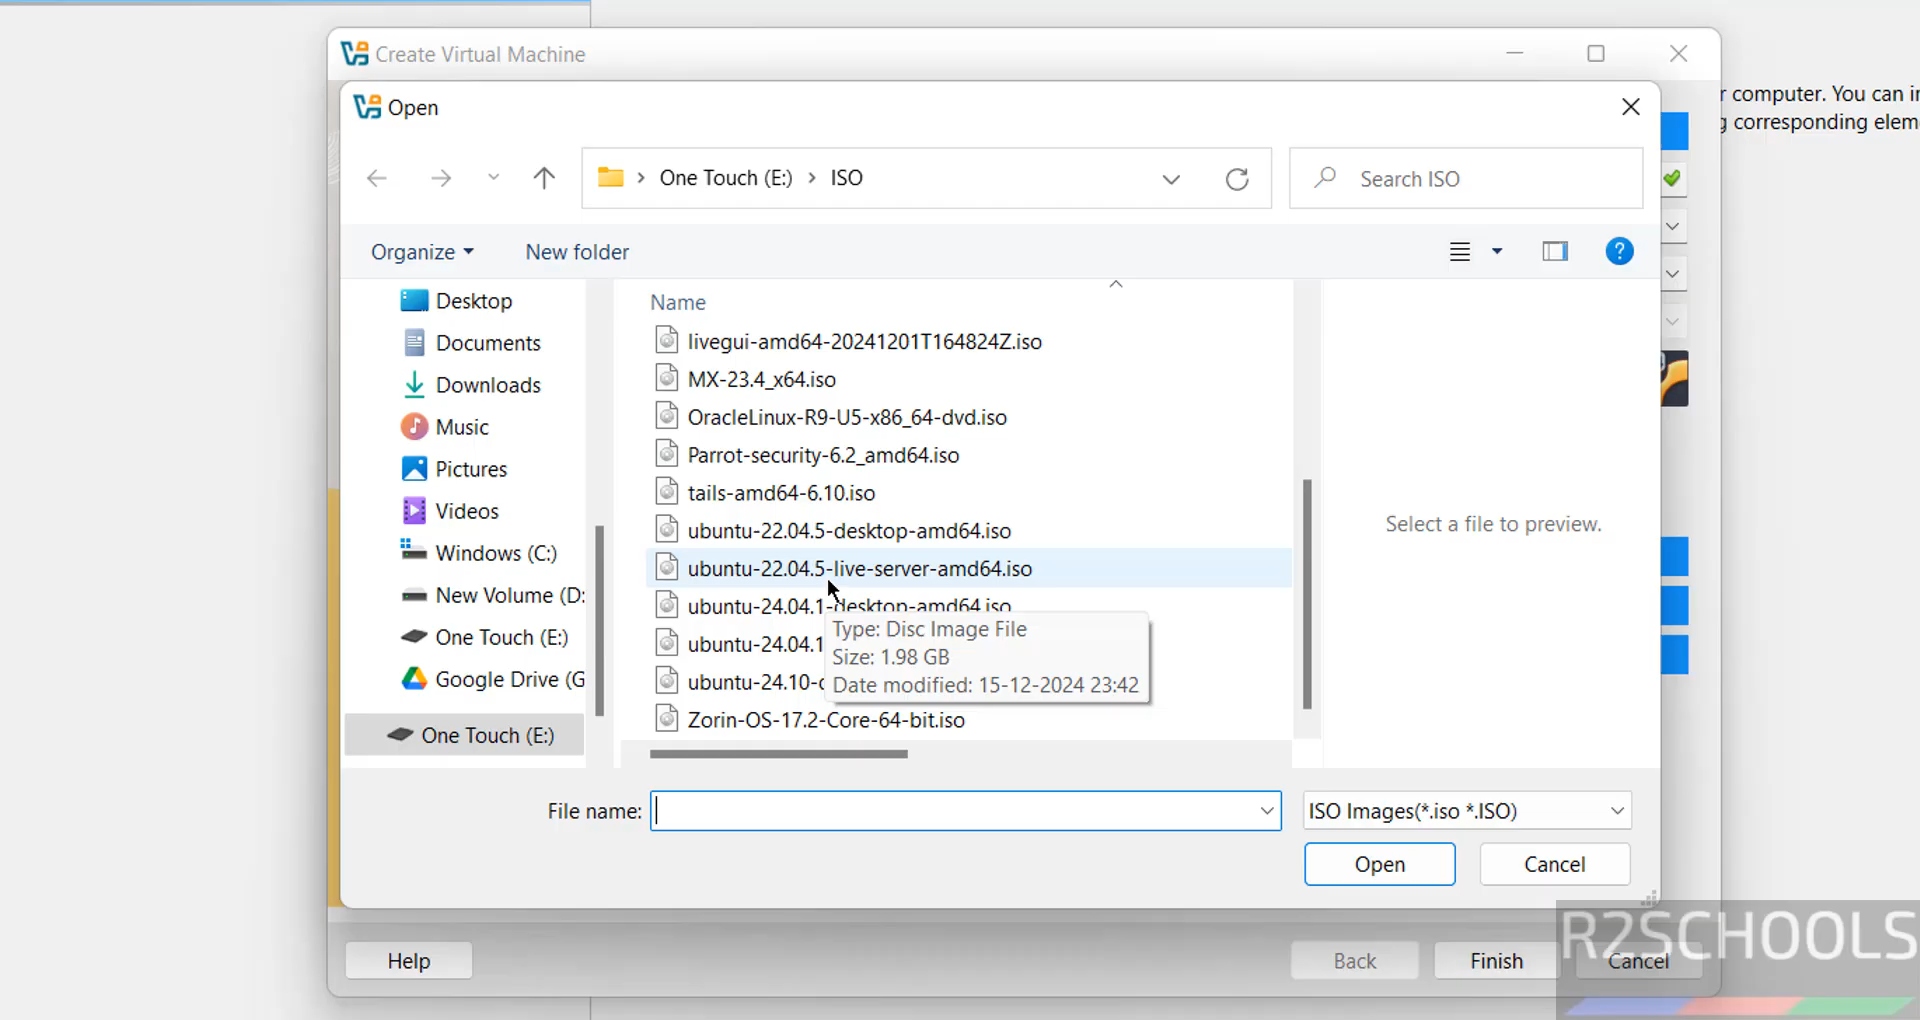 Create Virtual Machine
r computer. You can i
g corresponding elem
Open
One Touch (E:) > ISO
Search ISO
Organize
New folder
?
Desktop
Documents
Downloads
Music
Pictures
Videos
Windows (C:)
New Volume (D:
One Touch (E:)
Google Drive (G
One Touch (E:)
Name
livegui-amd64-20241201T164824Z.iso
MX-23.4_x64.iso
OracleLinux-R9-U5-x86_64-dvd.iso
Parrot-security-6.2_amd64.iso
tails-amd64-6.10.iso
ubuntu-22.04.5-desktop-amd64.iso
ubuntu-22.04.5-live-server-amd64.iso
ubuntu-24.04.1-desktop-amd64.iso
ubuntu-24.04.1
ubuntu-24.10-
Zorin-OS-17.2-Core-64-bit.iso
Type: Disc Image File
Size: 1.98 GB
Date modified: 15-12-2024 23:42
Select a file to preview.
File name:
ISO Images(*.iso *.ISO)
Open
Cancel
Help
Back
Finish
Cancel
R2SCHOOLS